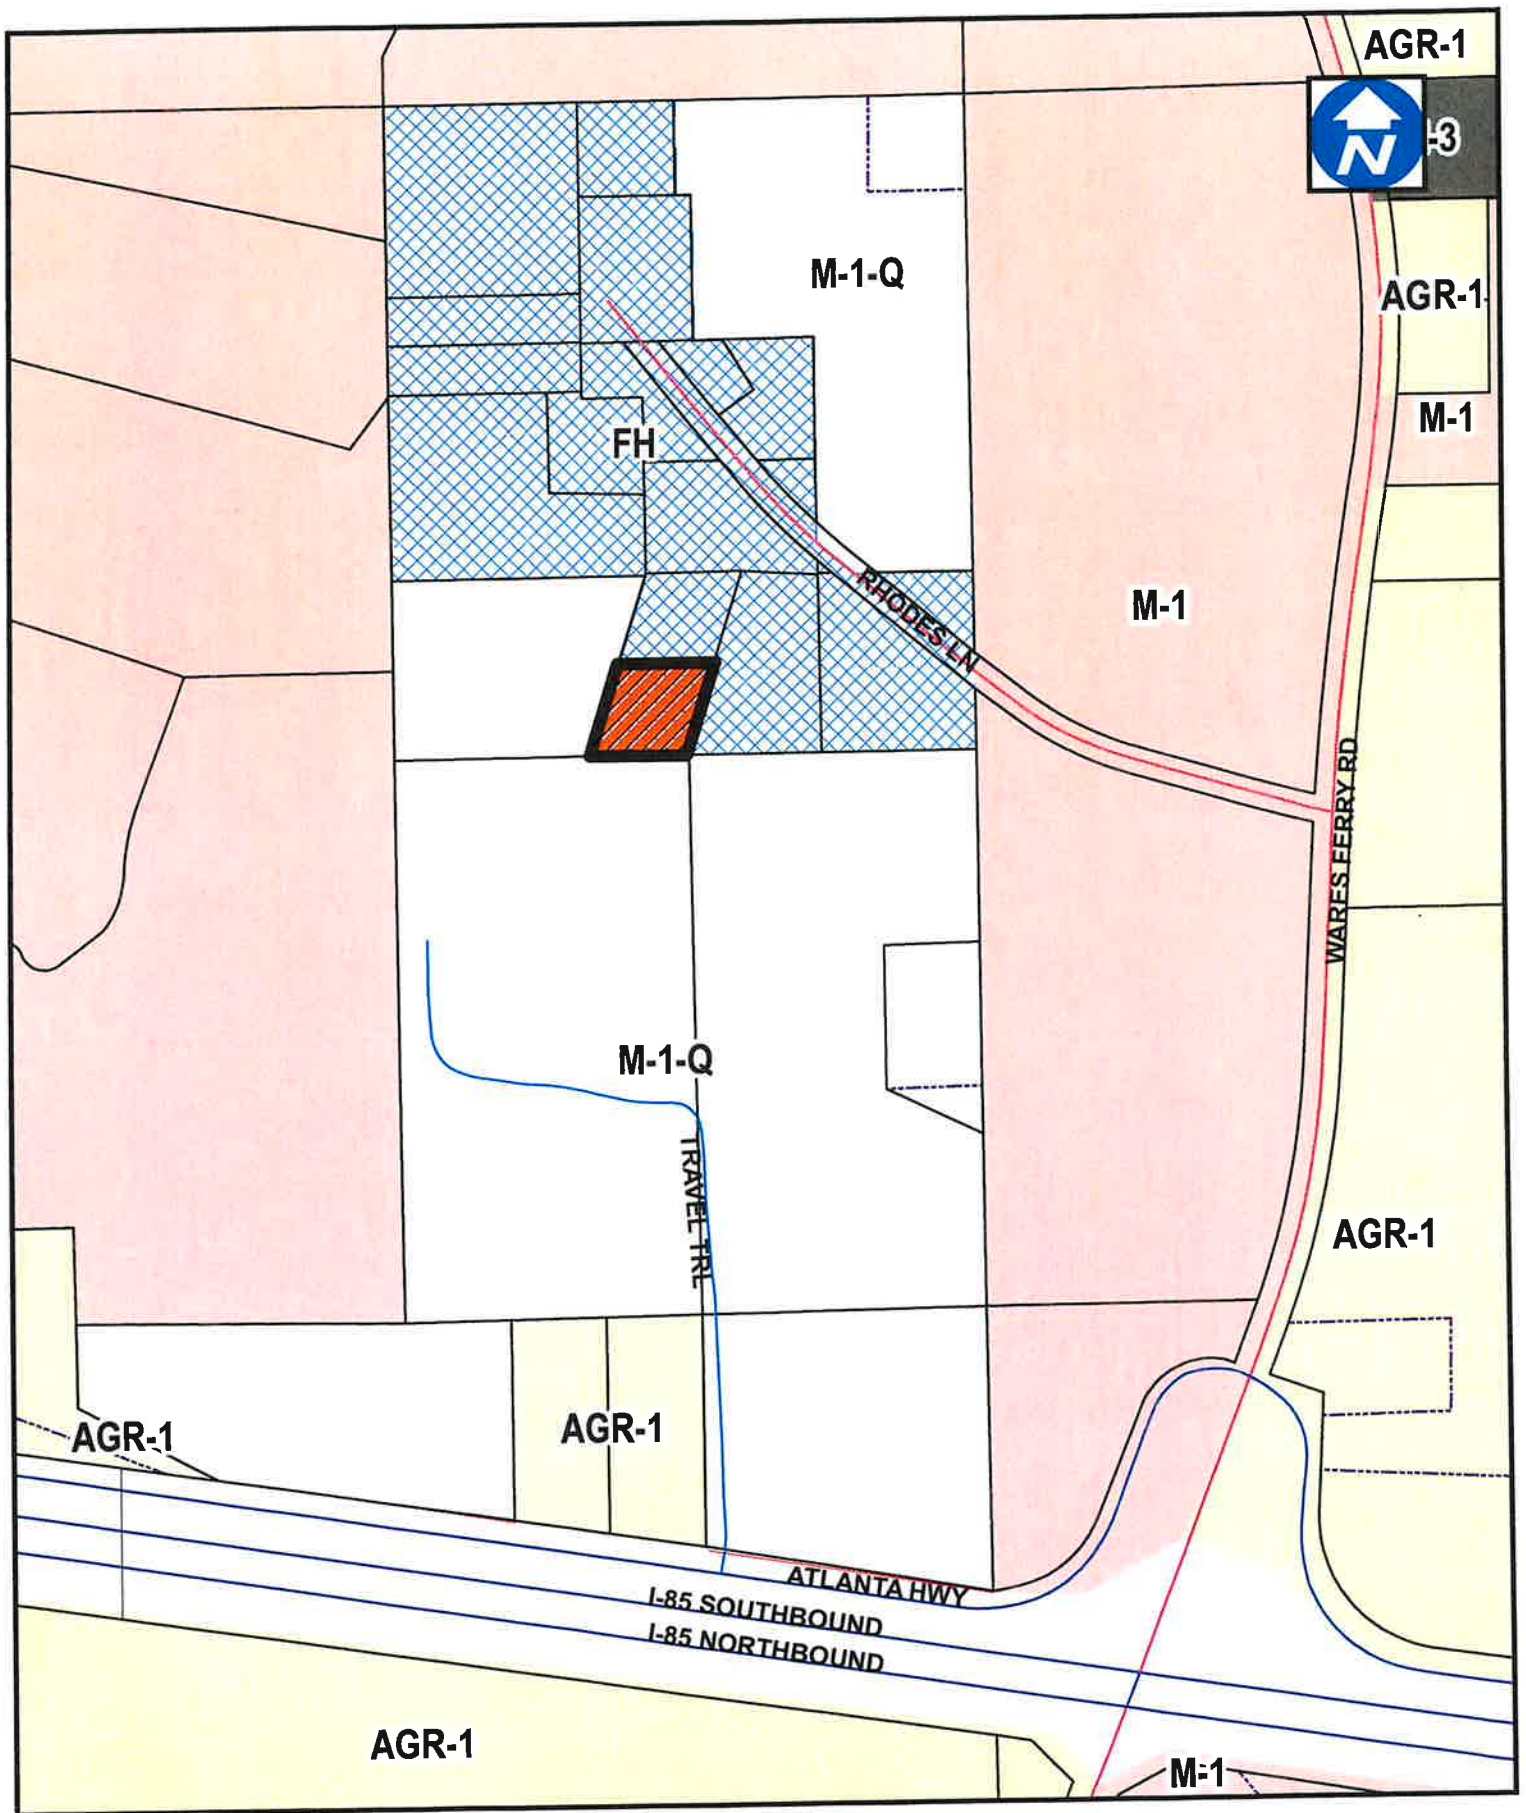 AGR-1
N
-3
M-1-Q
AGR-1
M-1
FH
RHODES LN
M-1
WARES FERRY RD
M-1-Q
TRAVEL TRL
AGR-1
AGR-1
AGR-1
ATLANTA HWY
I-85 SOUTHBOUND
I-85 NORTHBOUND
AGR-1
M-1